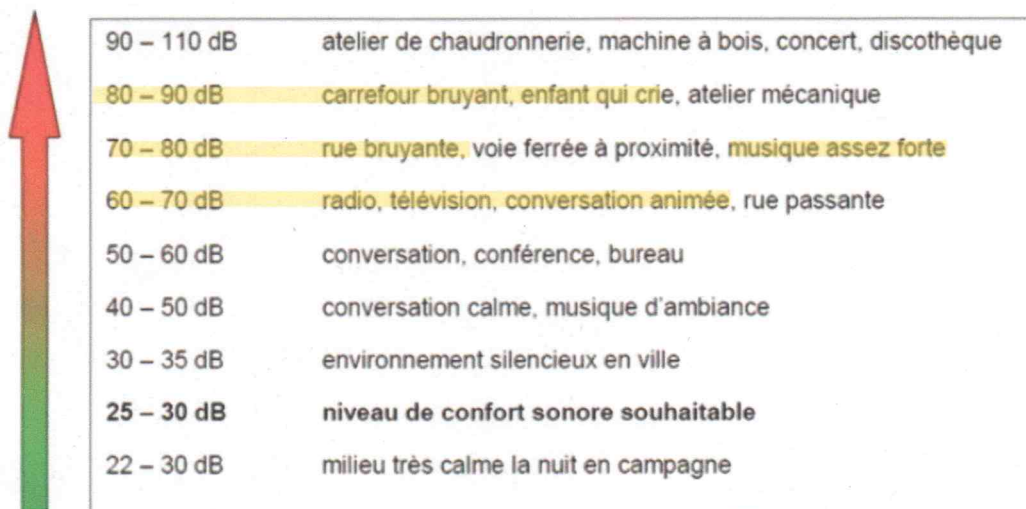 90 – 110 dB atelier de chaudronnerie, machine à bois, concert, discothèque
80 – 90 dB carrefour bruyant, enfant qui crie, atelier mécanique
70 – 80 dB rue bruyante, voie ferrée à proximité, musique assez forte
60 – 70 dB radio, télévision, conversation animée, rue passante
50 – 60 dB conversation, conférence, bureau
40 – 50 dB conversation calme, musique d'ambiance
30 – 35 dB environnement silencieux en ville
25 – 30 dB niveau de confort sonore souhaitable
22 – 30 dB milieu très calme la nuit en campagne